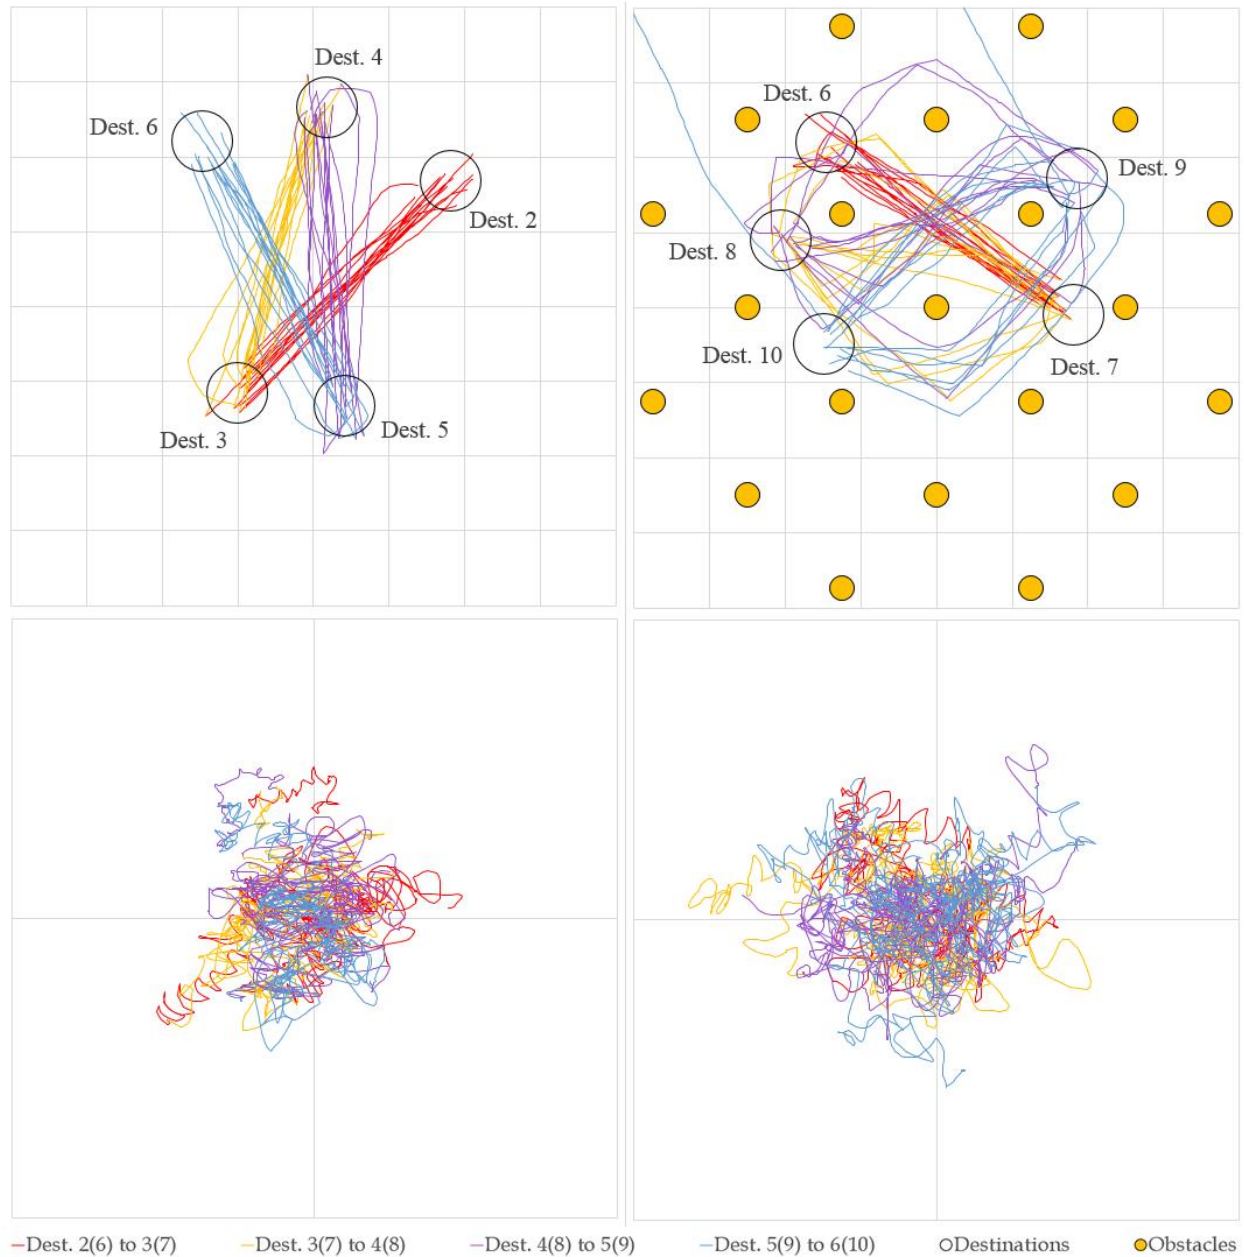 Dest. 4
Dest. 6
Dest. 2
Dest. 3
Dest. 5
Dest. 6
Dest. 9
Dest. 8
Dest. 10
Dest. 7
Dest. 2(6) to 3(7) Dest. 3(7) to 4(8) Dest. 4(8) to 5(9) Dest. 5(9) to 6(10) Destinations Obstacles